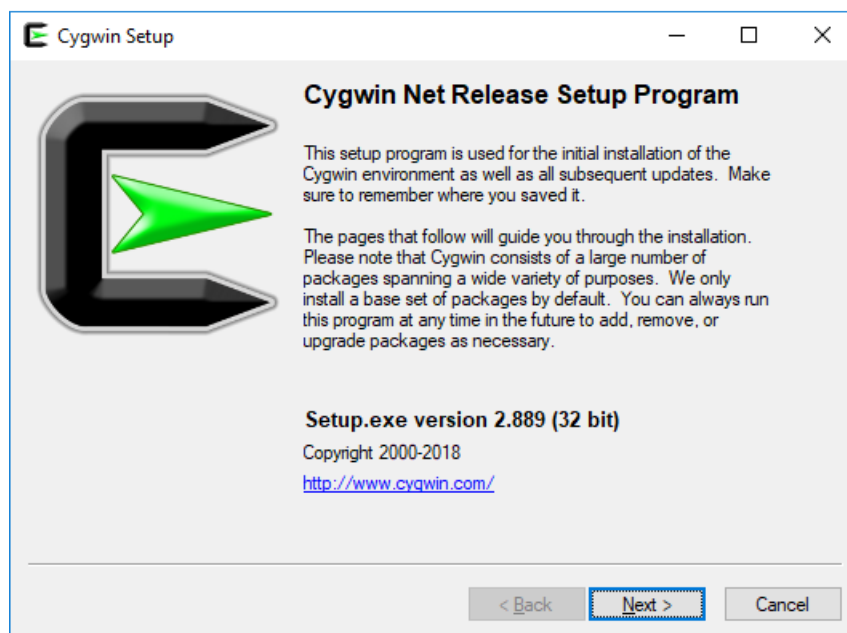 Cygwin Setup
Cygwin Net Release Setup Program
This setup program is used for the initial installation of the
Cygwin environment as well as all subsequent updates.  Make
sure to remember where you saved it.
The pages that follow will guide you through the installation.
Please note that Cygwin consists of a large number of
packages spanning a wide variety of purposes.  We only
install a base set of packages by default.  You can always run
this program at any time in the future to add, remove, or
upgrade packages as necessary.
Setup.exe version 2.889 (32 bit)
Copyright 2000-2018
http://www.cygwin.com/
< Back Next > Cancel